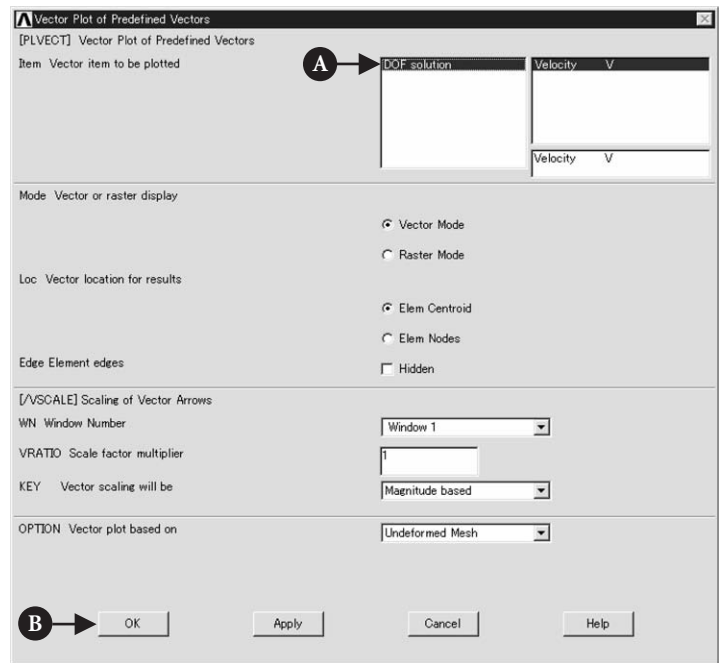 Vector Plot of Predefined Vectors
[PLVECT] Vector Plot of Predefined Vectors
Item Vector item to be plotted
A
DOF solution
Velocity V
Velocity V
Mode Vector or raster display
Vector Mode
Raster Mode
Loc Vector location for results
Elem Centroid
Elem Nodes
Edge Element edges
Hidden
[/VSCALE] Scaling of Vector Arrows
WN Window Number
Window 1
VRATIO Scale factor multiplier
1
KEY Vector scaling will be
Magnitude based
OPTION Vector plot based on
Undeformed Mesh
B
OK Apply Cancel Help